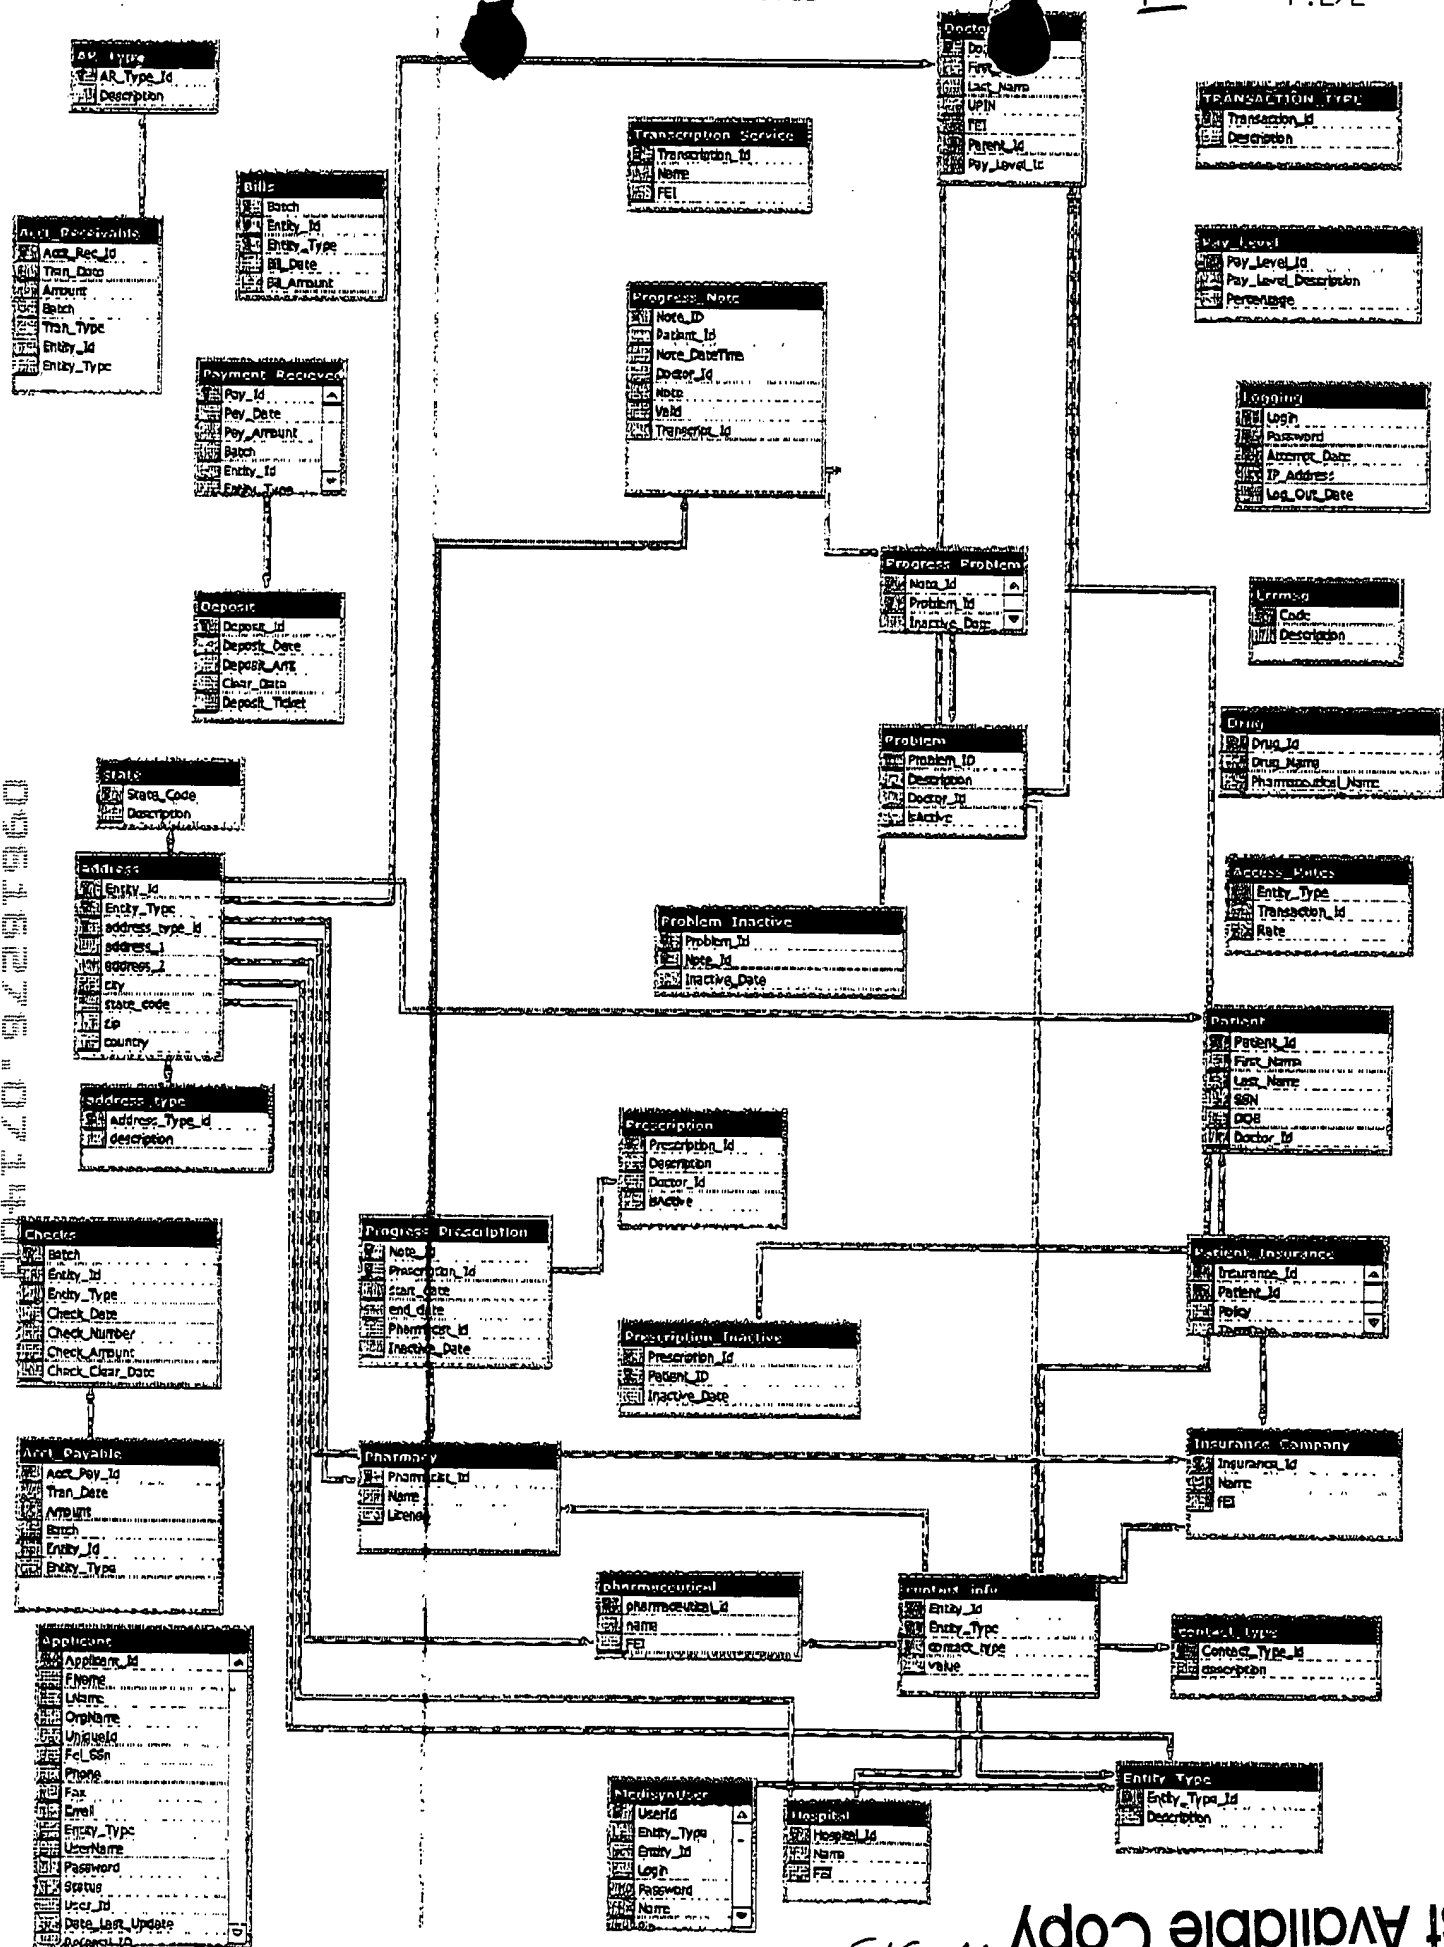 AR_Type
AR_Type_Id
Description
Acct_Receivable
Acct_Rec_Id
Tran_Date
Amount
Batch
Tran_Type
Entity_Id
Entity_Type
Bills
Batch
Entity_Id
Entity_Type
Bill_Date
Bill_Amount
Payment_Recieved
Pay_Id
Pay_Date
Pay_Amount
Batch
Entity_Id
Entity_Type
Deposit
Deposit_Id
Deposit_Date
Deposit_Amt
Clear_Date
Deposit_Ticket
Transcription_Service
Transcription_Id
Name
FEI
Progress_Note
Note_ID
Patient_Id
Note_DateTime
Doctor_Id
Note
Valid
Transcript_Id
Last_Name
UPIN
FEI
Parent_Id
Pay_Level_Id
TRANSACTION_TYPE
Transaction_Id
Description
Pay_Level
Pay_Level_Id
Pay_Level_Description
Percentage
Logging
Login
Password
Attempt_Date
IP_Address
Log_Out_Date
Progress_Problem
Note_Id
Problem_Id
Inactive_Date
Errmsg
Code
Description
Problem
Problem_ID
Description
Doctor_Id
IsActive
Drug
Drug_Id
Drug_Name
Pharmaceutical_Name
State
State_Code
Description
Address
Entity_Id
Entity_Type
address_type_id
address_1
address_2
city
state_code
zip
country
address_type
Address_Type_id
description
Problem_Inactive
Problem_Id
Note_Id
Inactive_Date
Access_Rates
Entity_Type
Transaction_Id
Rate
Patient
Patient_Id
First_Name
Last_Name
SSN
DOB
Doctor_Id
Prescription
Prescription_Id
Description
Doctor_Id
IsActive
Checks
Batch
Entity_Id
Entity_Type
Check_Date
Check_Number
Check_Amount
Check_Clear_Date
Progress_Prescription
Note_Id
Prescription_Id
start_date
end_date
Pharmacist_Id
Inactive_Date
Prescription_Inactive
Prescription_Id
Patient_ID
Inactive_Date
Patient_Insurance
Insurance_Id
Patient_Id
Policy
Acct_Payable
Acct_Pay_Id
Tran_Date
Amount
Batch
Entity_Id
Entity_Type
Pharmacy
Pharmacist_Id
Name
License
Insurance_Company
Insurance_Id
Name
FEI
pharmaceutical
pharmaceutical_id
name
FEI
contact_info
Entity_Id
Entity_Type
contact_type
value
contact_type
Contact_Type_Id
description
Applicant
Applicant_Id
FName
LName
OrgName
UniqueId
Fei_SSn
Phone
Fax
Email
Entity_Type
UserName
Password
Status
User_Id
Date_Last_Update
MedisynUser
UserId
Entity_Type
Entity_Id
Login
Password
Name
Hospital
Hospital_Id
Name
FEI
Entity_Type
Entity_Type_Id
Description
Available Copy